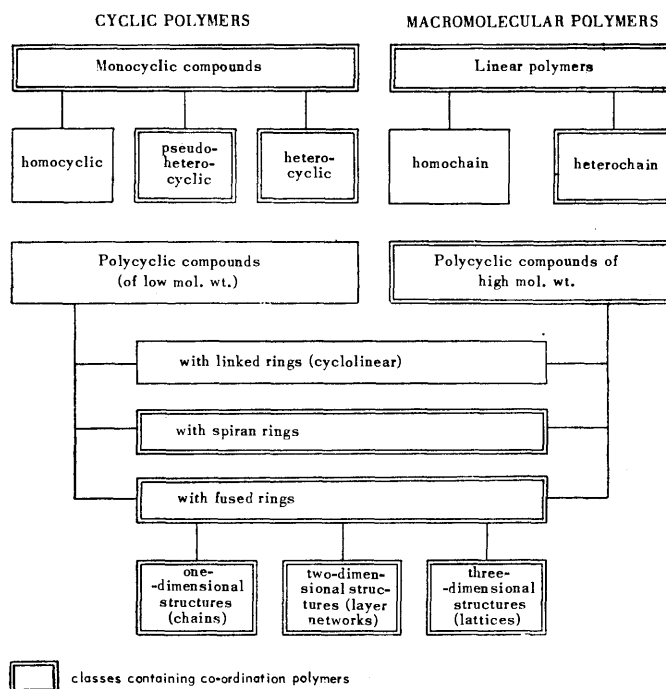 CYCLIC POLYMERS
MACROMOLECULAR POLYMERS
Monocyclic compounds
Linear polymers
homocyclic
pseudo-
heterο-
cyclic
hetero-
cyclic
homochain
heterochain
Polycyclic compounds
(of low mol. wt.)
Polycyclic compounds of
high mol. wt.
with linked rings (cyclolinear)
with spiran rings
with fused rings
one-
-dimensional
structures
(chains)
two-dimen-
sional struc-
tures (layer
networks)
three-
-dimensional
structures
(lattices)
classes containing co-ordination polymers